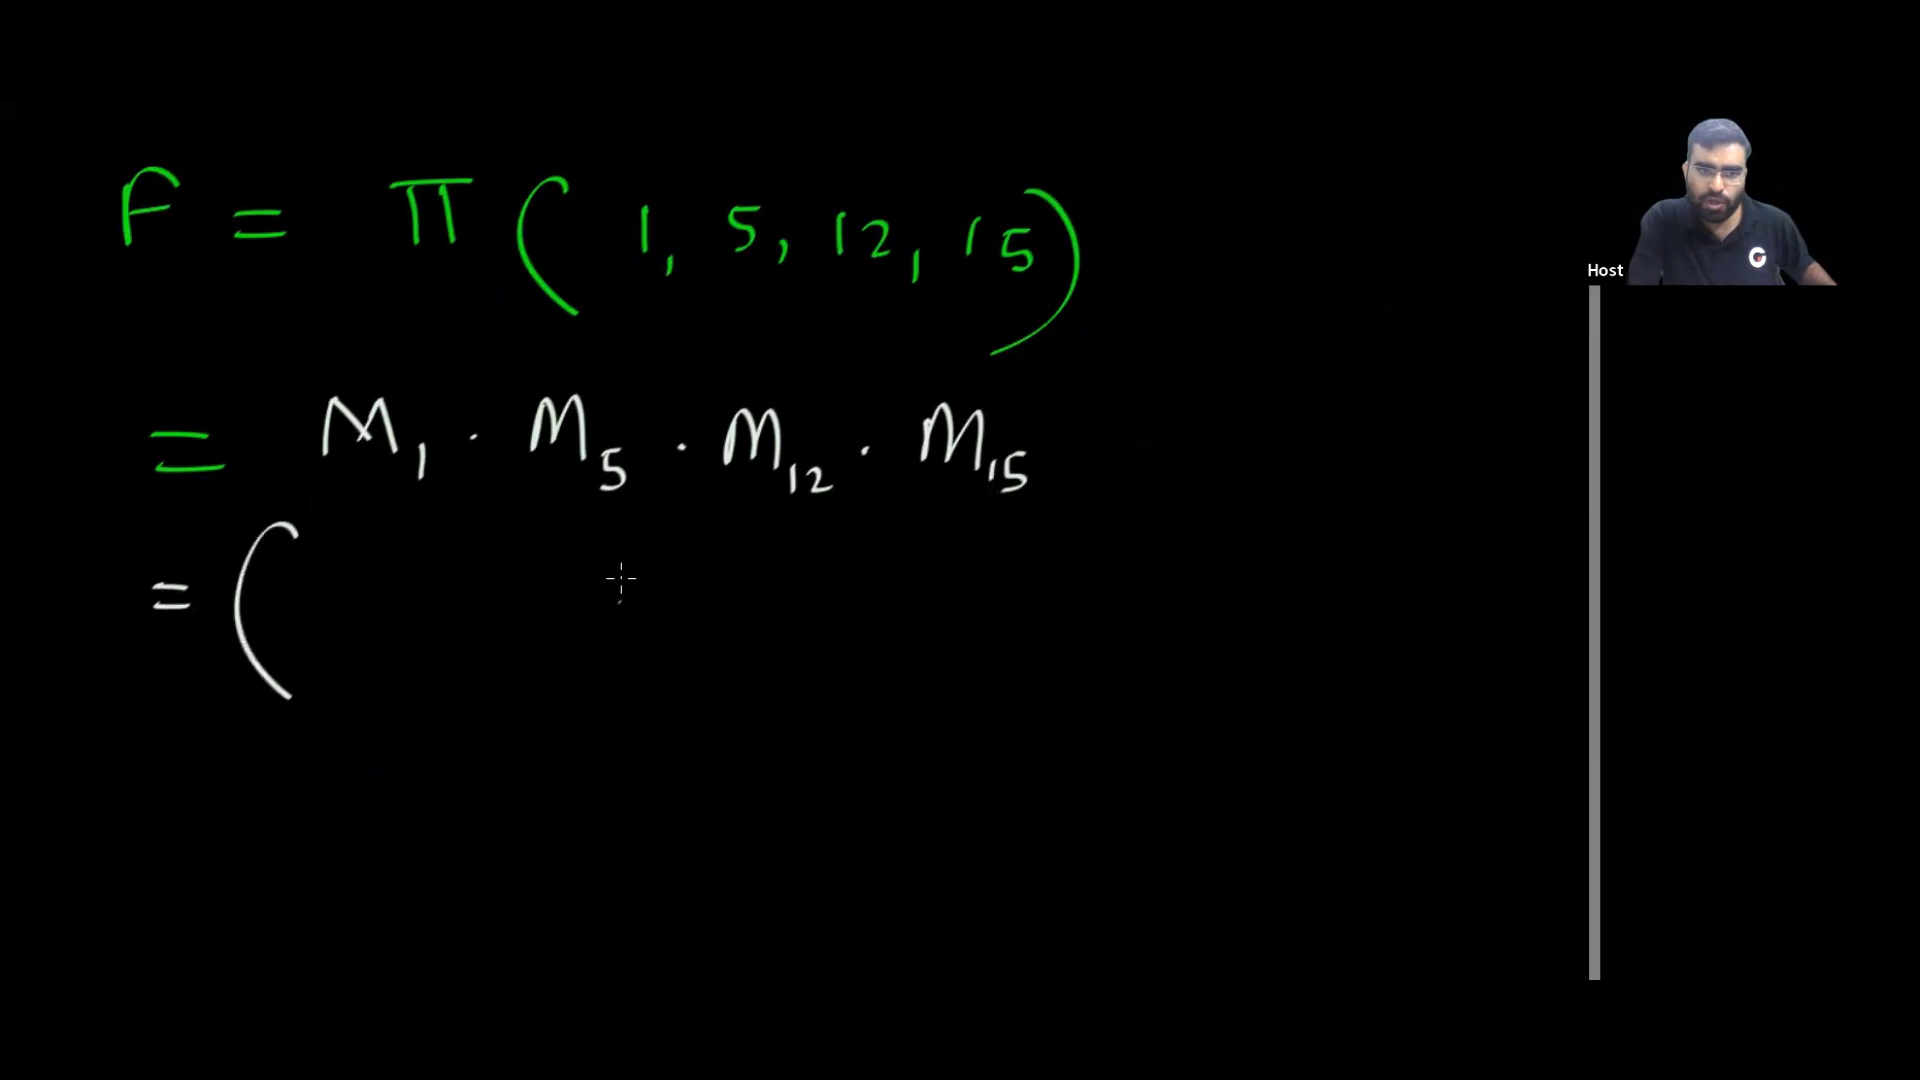 F = π ( 1, 5, 12, 15 )
= M₁ · M₅ · M₁₂ · M₁₅
= (
Host